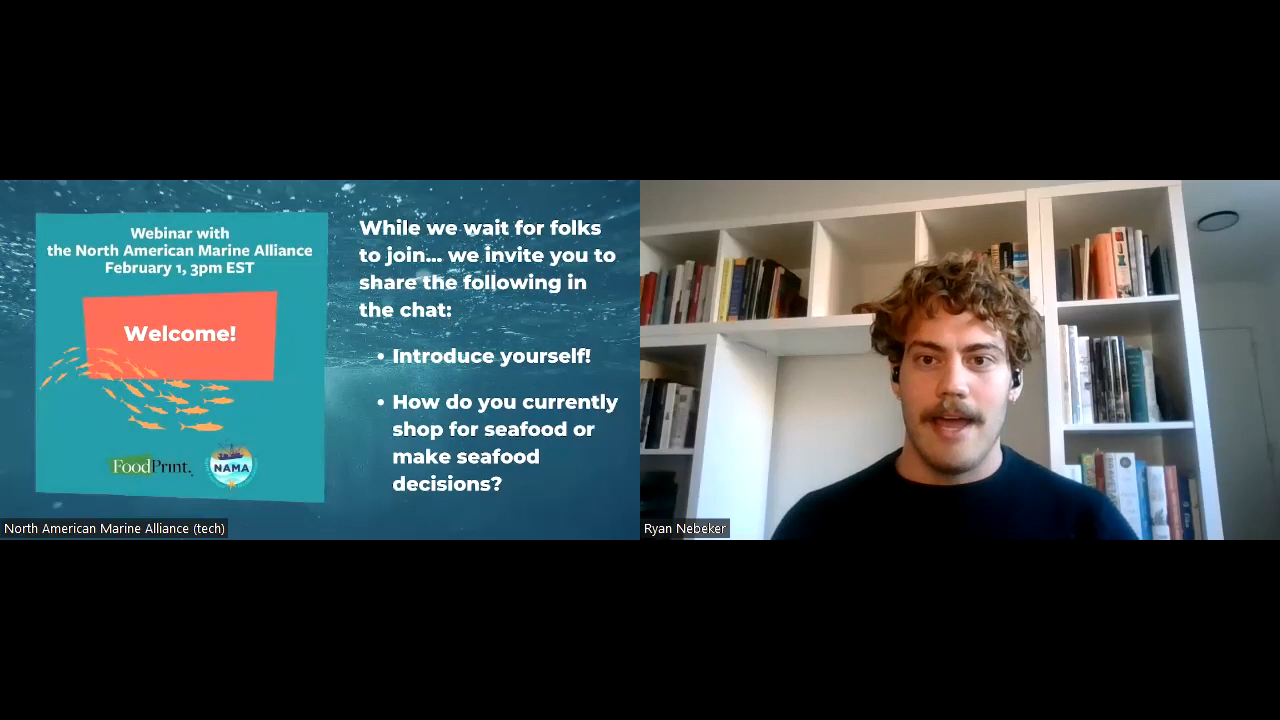 Webinar with
the North American Marine Alliance
February 1, 3pm EST
Welcome!
FoodPrint.
NAMA
While we wait for folks
to join... we invite you to
share the following in
the chat:
• Introduce yourself!
• How do you currently
shop for seafood or
make seafood
decisions?
North American Marine Alliance (tech)
Ryan Nebeker